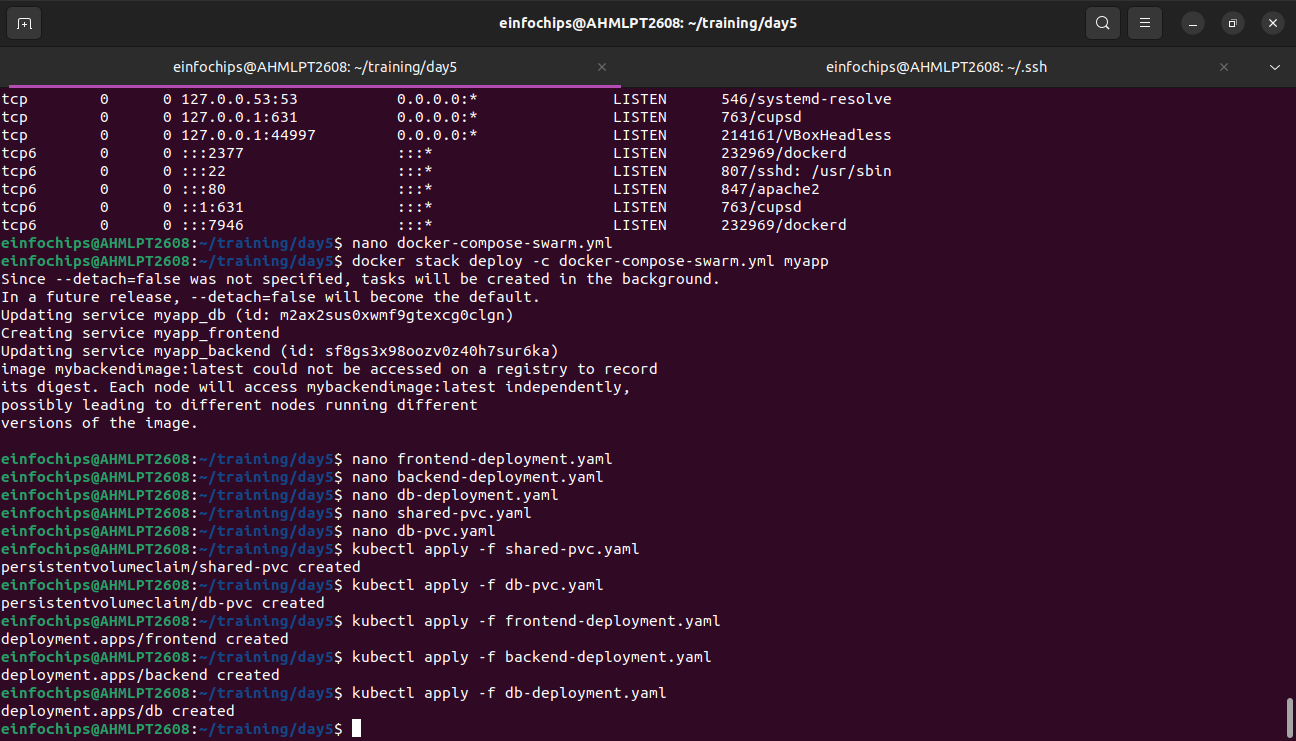 einfochips@AHMLPT2608: ~/training/day5
einfochips@AHMLPT2608: ~/training/day5
einfochips@AHMLPT2608: ~/.ssh
tcp        0      0 127.0.0.53:53           0.0.0.0:*               LISTEN      546/systemd-resolve
tcp        0      0 127.0.0.1:631           0.0.0.0:*               LISTEN      763/cupsd
tcp        0      0 127.0.0.1:44997         0.0.0.0:*               LISTEN      214161/VBoxHeadless
tcp6       0      0 :::2377                 :::*                    LISTEN      232969/dockerd
tcp6       0      0 :::22                   :::*                    LISTEN      807/sshd: /usr/sbin
tcp6       0      0 :::80                   :::*                    LISTEN      847/apache2
tcp6       0      0 ::1:631                 :::*                    LISTEN      763/cupsd
tcp6       0      0 :::7946                 :::*                    LISTEN      232969/dockerd
einfochips@AHMLPT2608:~/training/day5$ nano docker-compose-swarm.yml
einfochips@AHMLPT2608:~/training/day5$ docker stack deploy -c docker-compose-swarm.yml myapp
Since --detach=false was not specified, tasks will be created in the background.
In a future release, --detach=false will become the default.
Updating service myapp_db (id: m2ax2sus0xwmf9gtexcg0clgn)
Creating service myapp_frontend
Updating service myapp_backend (id: sf8gs3x98oozv0z40h7sur6ka)
image mybackendimage:latest could not be accessed on a registry to record
its digest. Each node will access mybackendimage:latest independently,
possibly leading to different nodes running different
versions of the image.
einfochips@AHMLPT2608:~/training/day5$ nano frontend-deployment.yaml
einfochips@AHMLPT2608:~/training/day5$ nano backend-deployment.yaml
einfochips@AHMLPT2608:~/training/day5$ nano db-deployment.yaml
einfochips@AHMLPT2608:~/training/day5$ nano shared-pvc.yaml
einfochips@AHMLPT2608:~/training/day5$ nano db-pvc.yaml
einfochips@AHMLPT2608:~/training/day5$ kubectl apply -f shared-pvc.yaml
persistentvolumeclaim/shared-pvc created
einfochips@AHMLPT2608:~/training/day5$ kubectl apply -f db-pvc.yaml
persistentvolumeclaim/db-pvc created
einfochips@AHMLPT2608:~/training/day5$ kubectl apply -f frontend-deployment.yaml
deployment.apps/frontend created
einfochips@AHMLPT2608:~/training/day5$ kubectl apply -f backend-deployment.yaml
deployment.apps/backend created
einfochips@AHMLPT2608:~/training/day5$ kubectl apply -f db-deployment.yaml
deployment.apps/db created
einfochips@AHMLPT2608:~/training/day5$